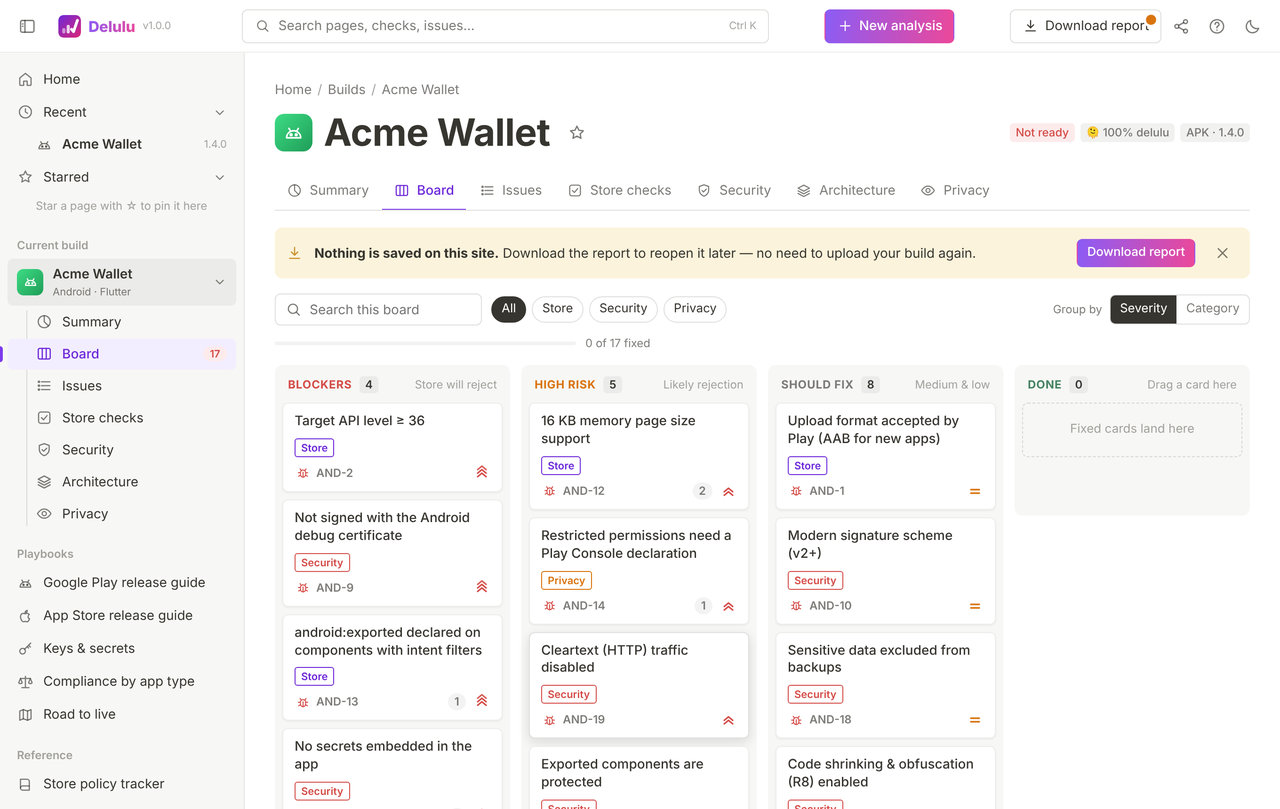 Delulu v1.0.0
Search pages, checks, issues... Ctrl K
New analysis
Download report
Home
Recent
Acme Wallet 1.4.0
Starred
Star a page with ☆ to pin it here
Current build
Acme Wallet
Android · Flutter
Summary
Board 17
Issues
Store checks
Security
Architecture
Privacy
Playbooks
Google Play release guide
App Store release guide
Keys & secrets
Compliance by app type
Road to live
Reference
Store policy tracker
Home / Builds / Acme Wallet
Acme Wallet
Not ready
🫠 100% delulu
APK · 1.4.0
Summary
Board
Issues
Store checks
Security
Architecture
Privacy
Nothing is saved on this site. Download the report to reopen it later — no need to upload your build again.
Download report
Search this board
All
Store
Security
Privacy
Group by
Severity
Category
0 of 17 fixed
BLOCKERS 4 Store will reject
Target API level ≥ 36
Store
AND-2
Not signed with the Android
debug certificate
Security
AND-9
android:exported declared on
components with intent filters
Store
AND-13 1
No secrets embedded in the
app
Security
HIGH RISK 5 Likely rejection
16 KB memory page size
support
Store
AND-12 2
Restricted permissions need a
Play Console declaration
Privacy
AND-14 1
Cleartext (HTTP) traffic
disabled
Security
AND-19
Exported components are
protected
Security
SHOULD FIX 8 Medium & low
Upload format accepted by
Play (AAB for new apps)
Store
AND-1
Modern signature scheme
(v2+)
Security
AND-10
Sensitive data excluded from
backups
Security
AND-18
Code shrinking & obfuscation
(R8) enabled
Security
DONE 0 Drag a card here
Fixed cards land here